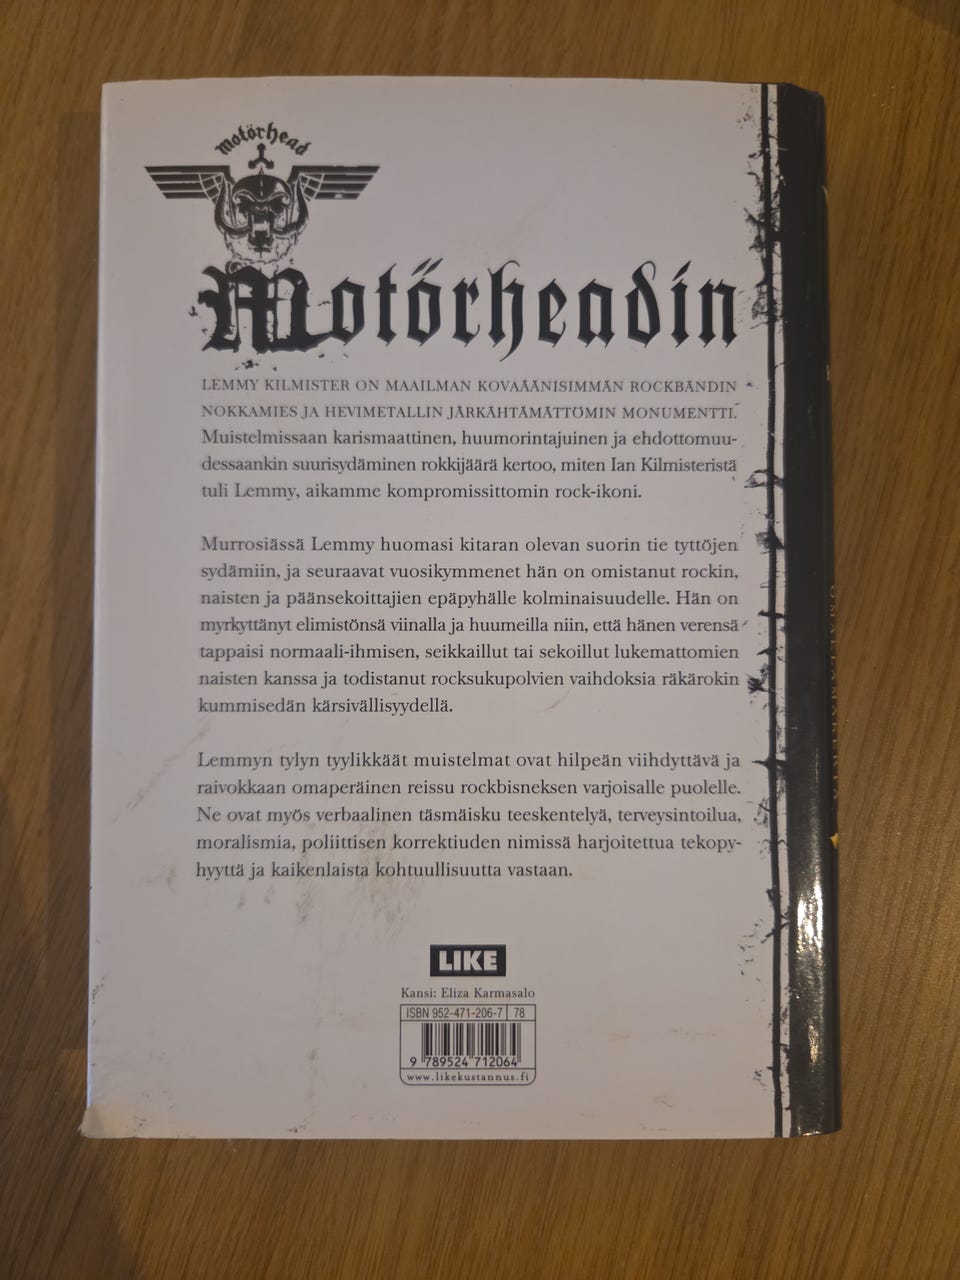 motörhead
Motörheadin
LEMMY KILMISTER ON MAAILMAN KOVAÄÄNISIMMÄN ROCKBÄNDIN
NOKKAMIES JA HEVIMETALLIN JÄRKÄHTÄMÄTTÖMIN MONUMENTTI.
Muistelmissaan karismaattinen, huumorintajuinen ja ehdottomuu-
dessaankin suurisydäminen rokkijäärä kertoo, miten Ian Kilmisteristä
tuli Lemmy, aikamme kompromissittomin rock-ikoni.
Murrosiässä Lemmy huomasi kitaran olevan suorin tie tyttöjen
sydämiin, ja seuraavat vuosikymmenet hän on omistanut rockin,
naisten ja päänsekoittajien epäpyhälle kolminaisuudelle. Hän on
myrkyttänyt elimistönsä viinalla ja huumeilla niin, että hänen verensä
tappaisi normaali-ihmisen, seikkaillut tai sekoillut lukemattomien
naisten kanssa ja todistanut rocksukupolvien vaihdoksia räkärokin
kummisedän kärsivällisyydellä.
Lemmyn tylyn tyylikkäät muistelmat ovat hilpeän viihdyttävä ja
raivokkaan omaperäinen reissu rockbisneksen varjoisalle puolelle.
Ne ovat myös verbaalinen täsmäisku teeskentelyä, terveysintoilua,
moralismia, poliittisen korrektiuden nimissä harjoitettua tekopy-
hyyttä ja kaikenlaista kohtuullisuutta vastaan.
LIKE
Kansi: Eliza Karmasalo
ISBN 952-471-206-7 78
9 789524 712064
www.likekustannus.fi